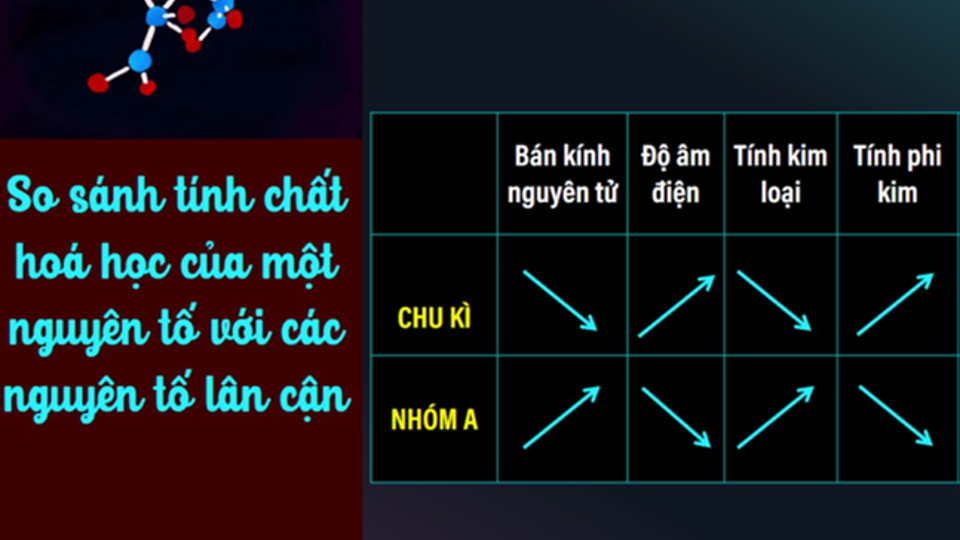 So sánh tính chất
hoá học của một
nguyên tố với các
nguyên tố lân cận
Bán kính
nguyên tử
Độ âm
điện
Tính kim
loại
Tính phi
kim
CHU KÌ
NHÓM A